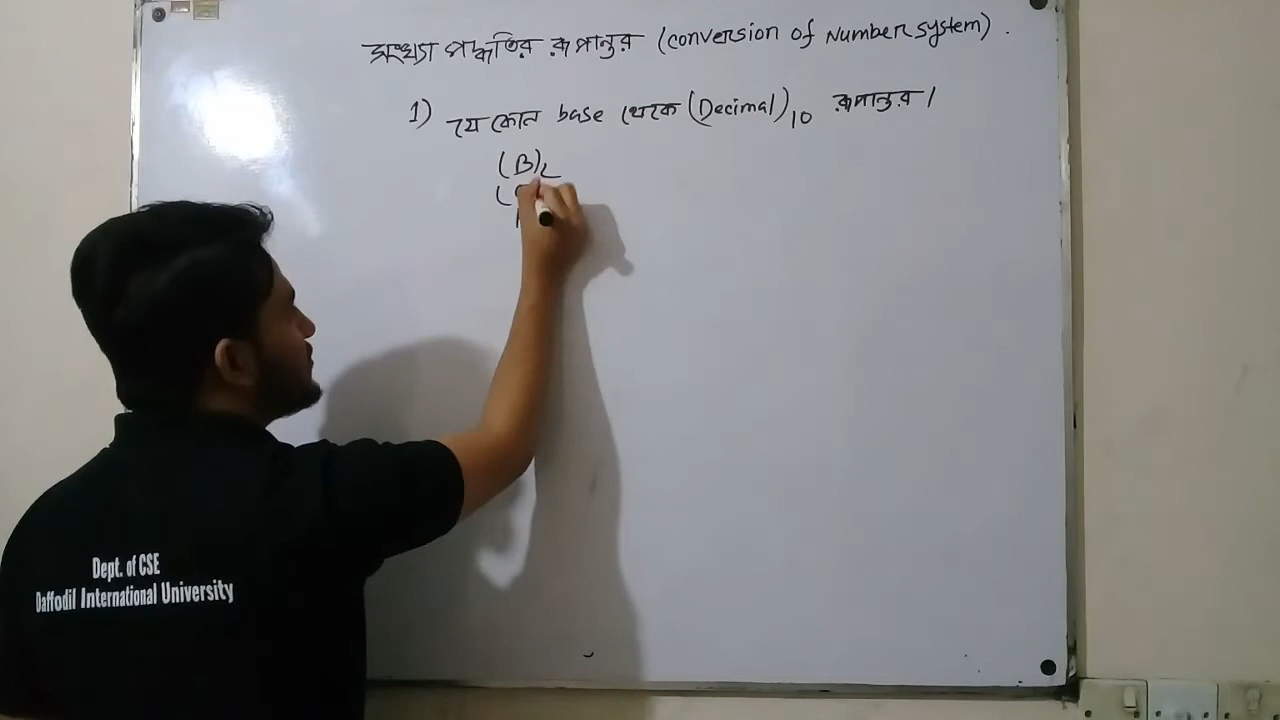 সংখ্যা পদ্ধতির রূপান্তর (conversion of Number system).
1) যে কোন base থেকে (Decimal)10 রূপান্তর।
(B)2
(
Dept. of CSE
Daffodil International University